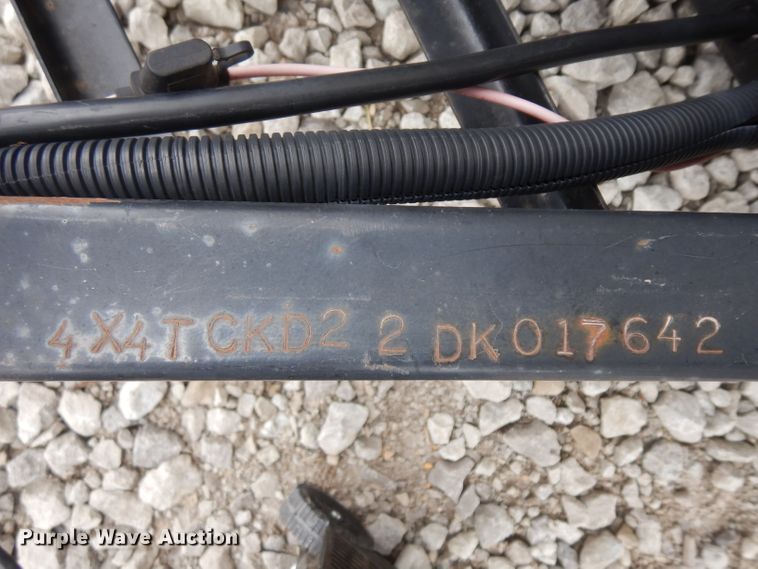 4X4TCKD2 2 DK017642
Purple Wave Auction